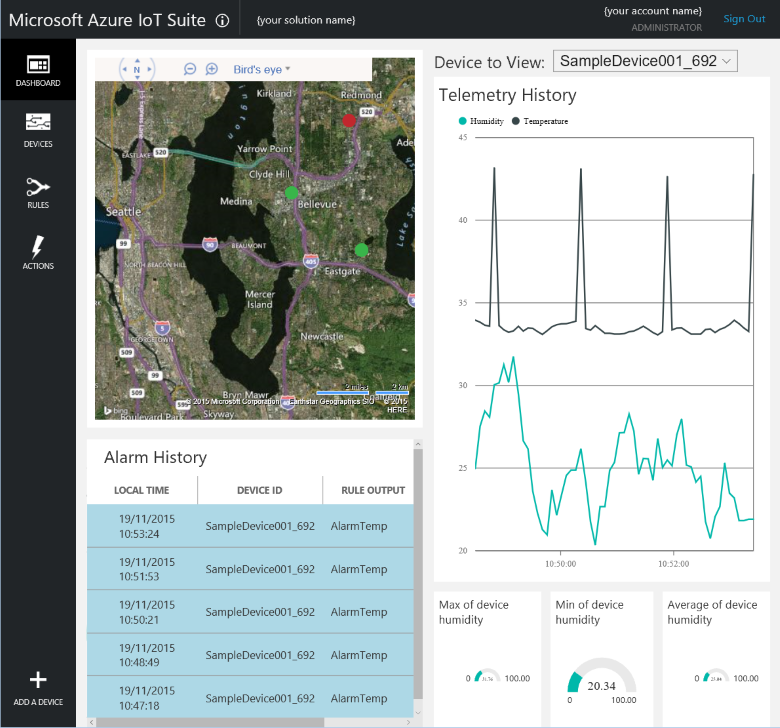 Microsoft Azure IoT Suite
{your solution name}
{your account name}
ADMINISTRATOR
Sign Out
DASHBOARD
DEVICES
RULES
ACTIONS
ADD A DEVICE
N
Bird's eye
Kirkland
Redmond
520
EASTLAKE
520
Yarrow Point
Clyde Hill
Medina
Bellevue
Seattle
99
90
BEAUMONT
405
Eastgate
NORTH BEACON HILL
Mercer
Island
5
GEORGETOWN
Newcastle
509
99
509
Bryn Mawr
Skyway
Boulevard Park
2 miles
2 km
bing
© 2015 Microsoft Corporation
Earthstar Geographics SIO
© 2015
HERE
Alarm History
LOCAL TIME DEVICE ID RULE OUTPUT
19/11/2015
10:53:24
SampleDevice001_692 AlarmTemp
19/11/2015
10:51:53
SampleDevice001_692 AlarmTemp
19/11/2015
10:50:21
SampleDevice001_692 AlarmTemp
19/11/2015
10:48:49
SampleDevice001_692 AlarmTemp
19/11/2015
10:47:18
SampleDevice001_692 AlarmTemp
Device to View: SampleDevice001_692
Telemetry History
Humidity Temperature
45
40
35
30
25
20
10:50:00 10:52:00
Max of device
humidity
0 100.00
Min of device
humidity
20.34
0 100.00
Average of device
humidity
0 100.00